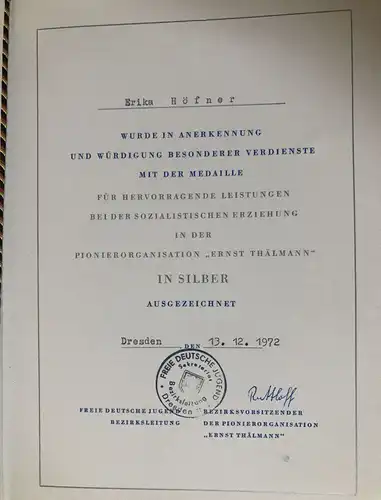 Erika Höfner
WURDE IN ANERKENNUNG
UND WÜRDIGUNG BESONDERER VERDIENSTE
MIT DER MEDAILLE
FÜR HERVORRAGENDE LEISTUNGEN
BEI DER SOZIALISTISCHEN ERZIEHUNG
IN DER
PIONIERORGANISATION „ERNST THÄLMANN“
IN SILBER
AUSGEZEICHNET
Dresden DEN 13. 12. 1972
FREIE DEUTSCHE JUGEND
Sekretariat
Bezirksleitung
Dresden
FREIE DEUTSCHE JUGEND
BEZIRKSLEITUNG
BEZIRKSVORSITZENDER
DER PIONIERORGANISATION
„ERNST THÄLMANN“